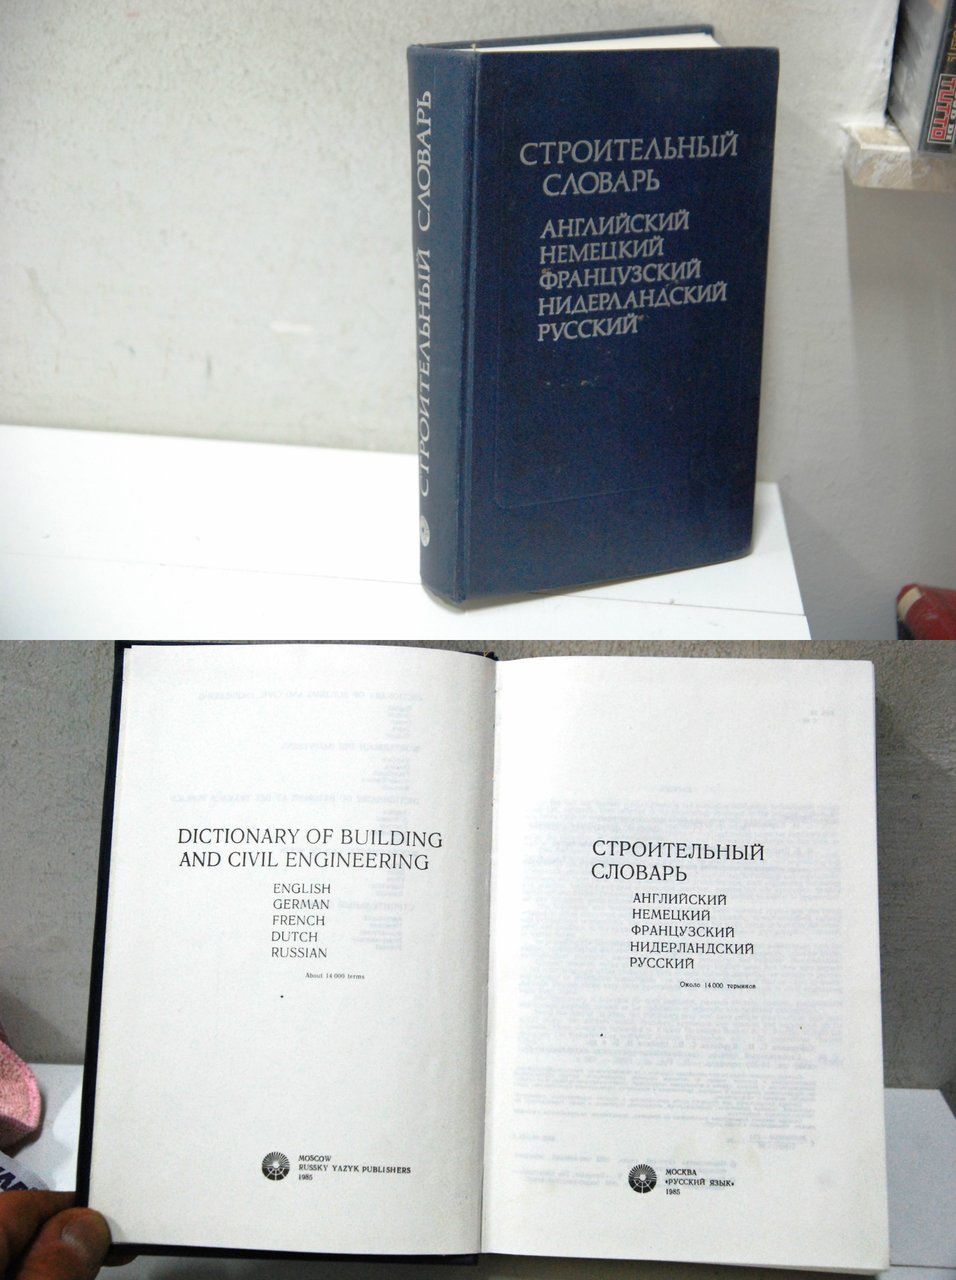 СТРОИТЕЛЬНЫЙ СЛОВАРЬ
СТРОИТЕЛЬНЫЙ
СЛОВАРЬ
АНГЛИЙСКИЙ
НЕМЕЦКИЙ
ФРАНЦУЗСКИЙ
НИДЕРЛАНДСКИЙ
РУССКИЙ
TUTTO
DICTIONARY OF BUILDING
AND CIVIL ENGINEERING
ENGLISH
GERMAN
FRENCH
DUTCH
RUSSIAN
About 14 000 terms
MOSCOW
RUSSKY YAZYK PUBLISHERS
1985
СТРОИТЕЛЬНЫЙ
СЛОВАРЬ
АНГЛИЙСКИЙ
НЕМЕЦКИЙ
ФРАНЦУЗСКИЙ
НИДЕРЛАНДСКИЙ
РУССКИЙ
Около 14 000 терминов
МОСКВА
«РУССКИЙ ЯЗЫК»
1985